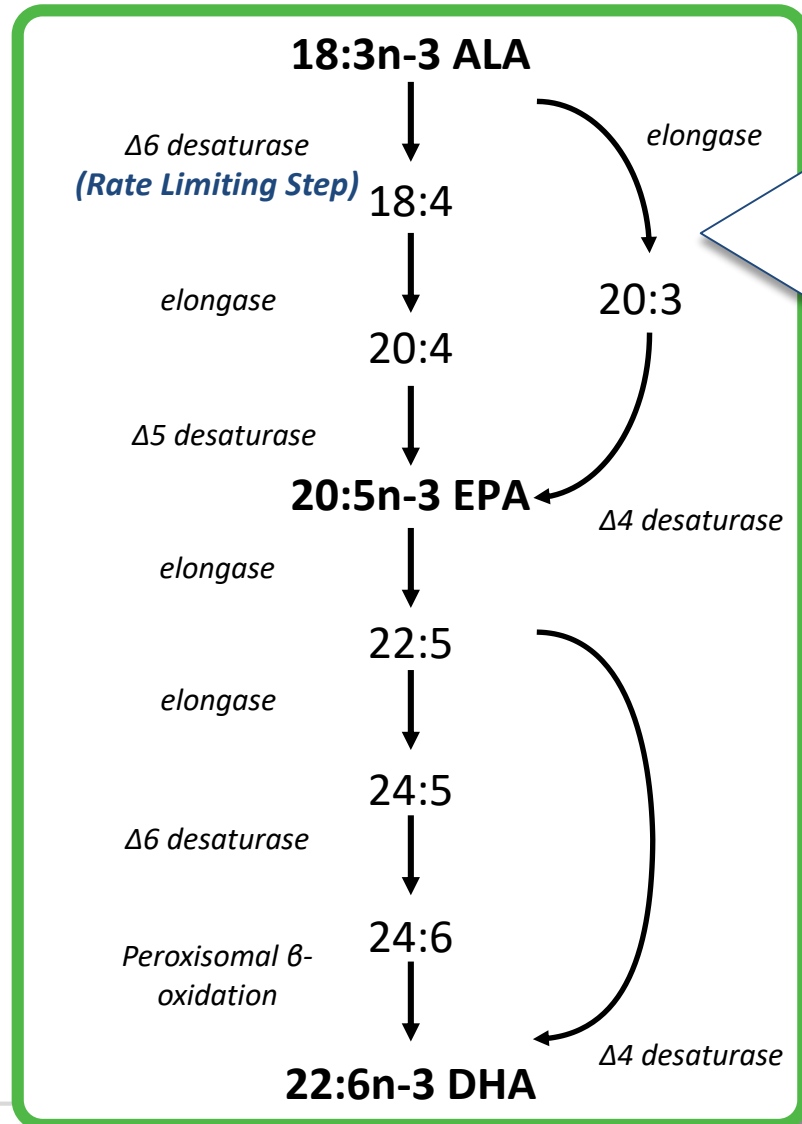 18:3n-3 ALA
elongase
Δ6 desaturase
(Rate Limiting Step)
18:4
elongase
20:3
20:4
Δ5 desaturase
20:5n-3 EPA
Δ4 desaturase
elongase
22:5
elongase
24:5
Δ6 desaturase
24:6
Peroxisomal β-
oxidation
Δ4 desaturase
22:6n-3 DHA